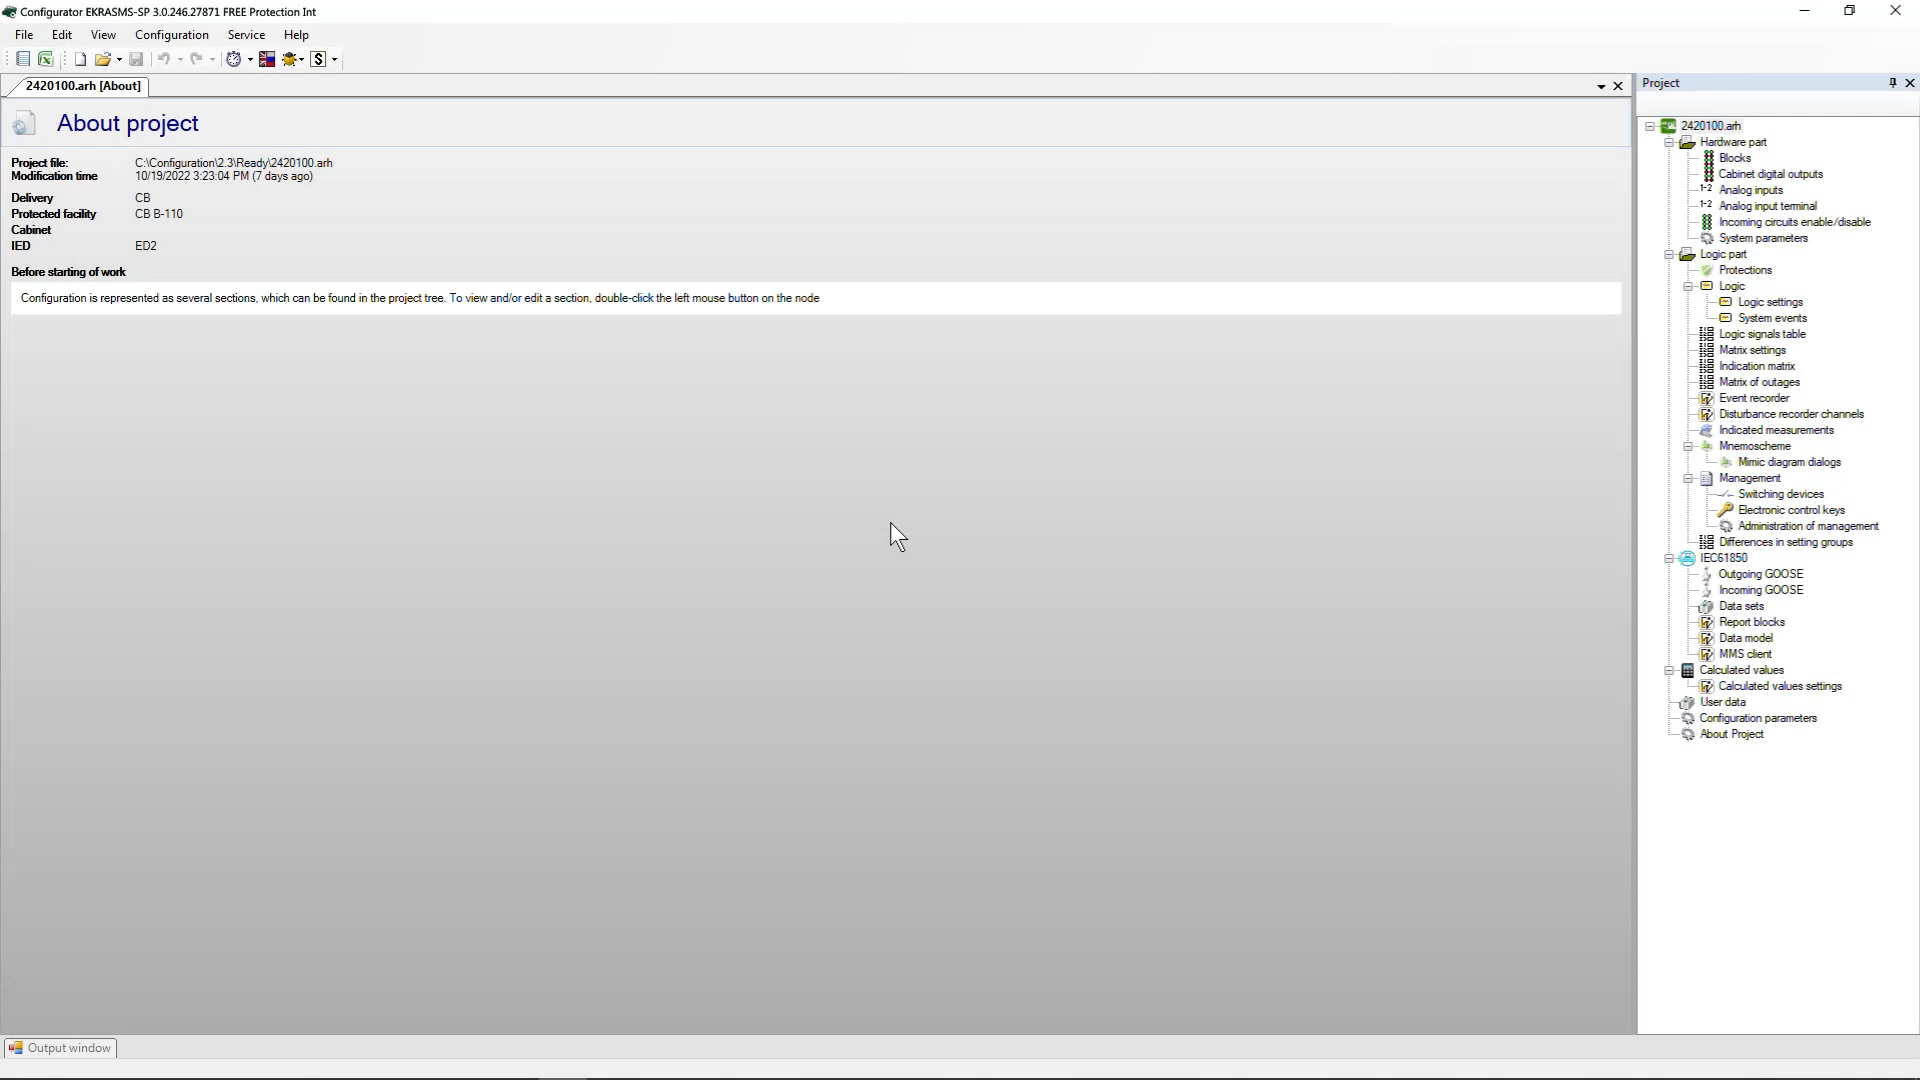 Configurator EKRASMS-SP 3.0.246.27871 FREE Protection Int
File Edit View Configuration Service Help
2420100.arh [About]
About project
Project file: C:\Configuration\2.3\Ready\2420100.arh
Modification time 10/19/2022 3:23:04 PM (7 days ago)
Delivery CB
Protected facility CB B-110
Cabinet
IED ED2
Before starting of work
Configuration is represented as several sections, which can be found in the project tree. To view and/or edit a section, double-click the left mouse button on the node
Project
2420100.arh
Hardware part
Blocks
Cabinet digital outputs
1-2 Analog inputs
1-2 Analog input terminal
Incoming circuits enable/disable
System parameters
Logic part
Protections
Logic
Logic settings
System events
Logic signals table
Matrix settings
Indication matrix
Matrix of outages
Event recorder
Disturbance recorder channels
Indicated measurements
Mnemoscheme
Mimic diagram dialogs
Management
Switching devices
Electronic control keys
Administration of management
Differences in setting groups
IEC61850
Outgoing GOOSE
Incoming GOOSE
Data sets
Report blocks
Data model
MMS client
Calculated values
Calculated values settings
User data
Configuration parameters
About Project
Output window